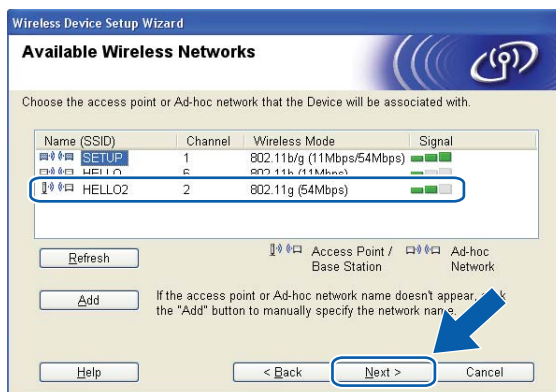 Wireless Device Setup Wizard
Available Wireless Networks
Choose the access point or Ad-hoc network that the Device will be associated with.
Name (SSID) Channel Wireless Mode Signal
SETUP 1 802.11b/g (11Mbps/54Mbps)
HELLO 6 802.11b (11Mbps)
HELLO2 2 802.11g (54Mbps)
Refresh
Access Point / Base Station
Ad-hoc Network
Add
If the access point or Ad-hoc network name doesn't appear,
the "Add" button to manually specify the network name.
Help < Back Next > Cancel